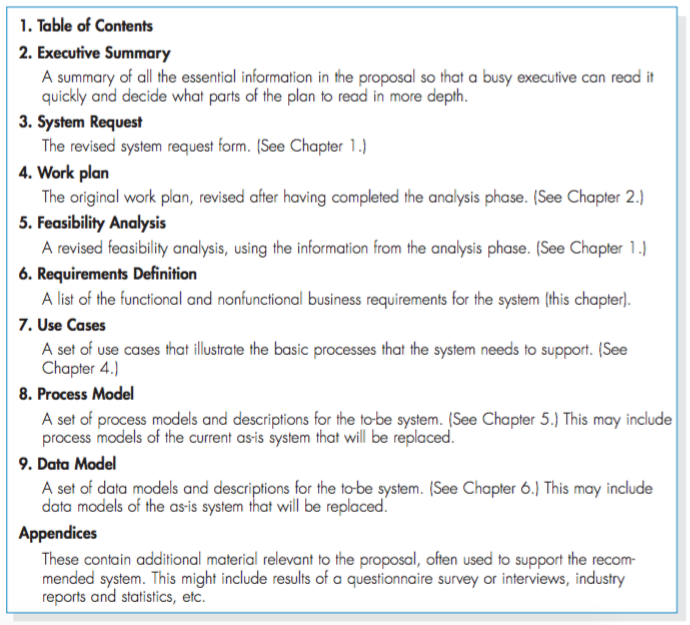 1. Table of Contents
2. Executive Summary
A summary of all the essential information in the proposal so that a busy executive can read it
quickly and decide what parts of the plan to read in more depth.
3. System Request
The revised system request form. (See Chapter 1.)
4. Work plan
The original work plan, revised after having completed the analysis phase. (See Chapter 2.)
5. Feasibility Analysis
A revised feasibility analysis, using the information from the analysis phase. (See Chapter 1.)
6. Requirements Definition
A list of the functional and nonfunctional business requirements for the system (this chapter).
7. Use Cases
A set of use cases that illustrate the basic processes that the system needs to support. (See
Chapter 4.)
8. Process Model
A set of process models and descriptions for the to-be system. (See Chapter 5.) This may include
process models of the current as-is system that will be replaced.
9. Data Model
A set of data models and descriptions for the to-be system. (See Chapter 6.) This may include
data models of the as-is system that will be replaced.
Appendices
These contain additional material relevant to the proposal, often used to support the recom-
mended system. This might include results of a questionnaire survey or interviews, industry
reports and statistics, etc.